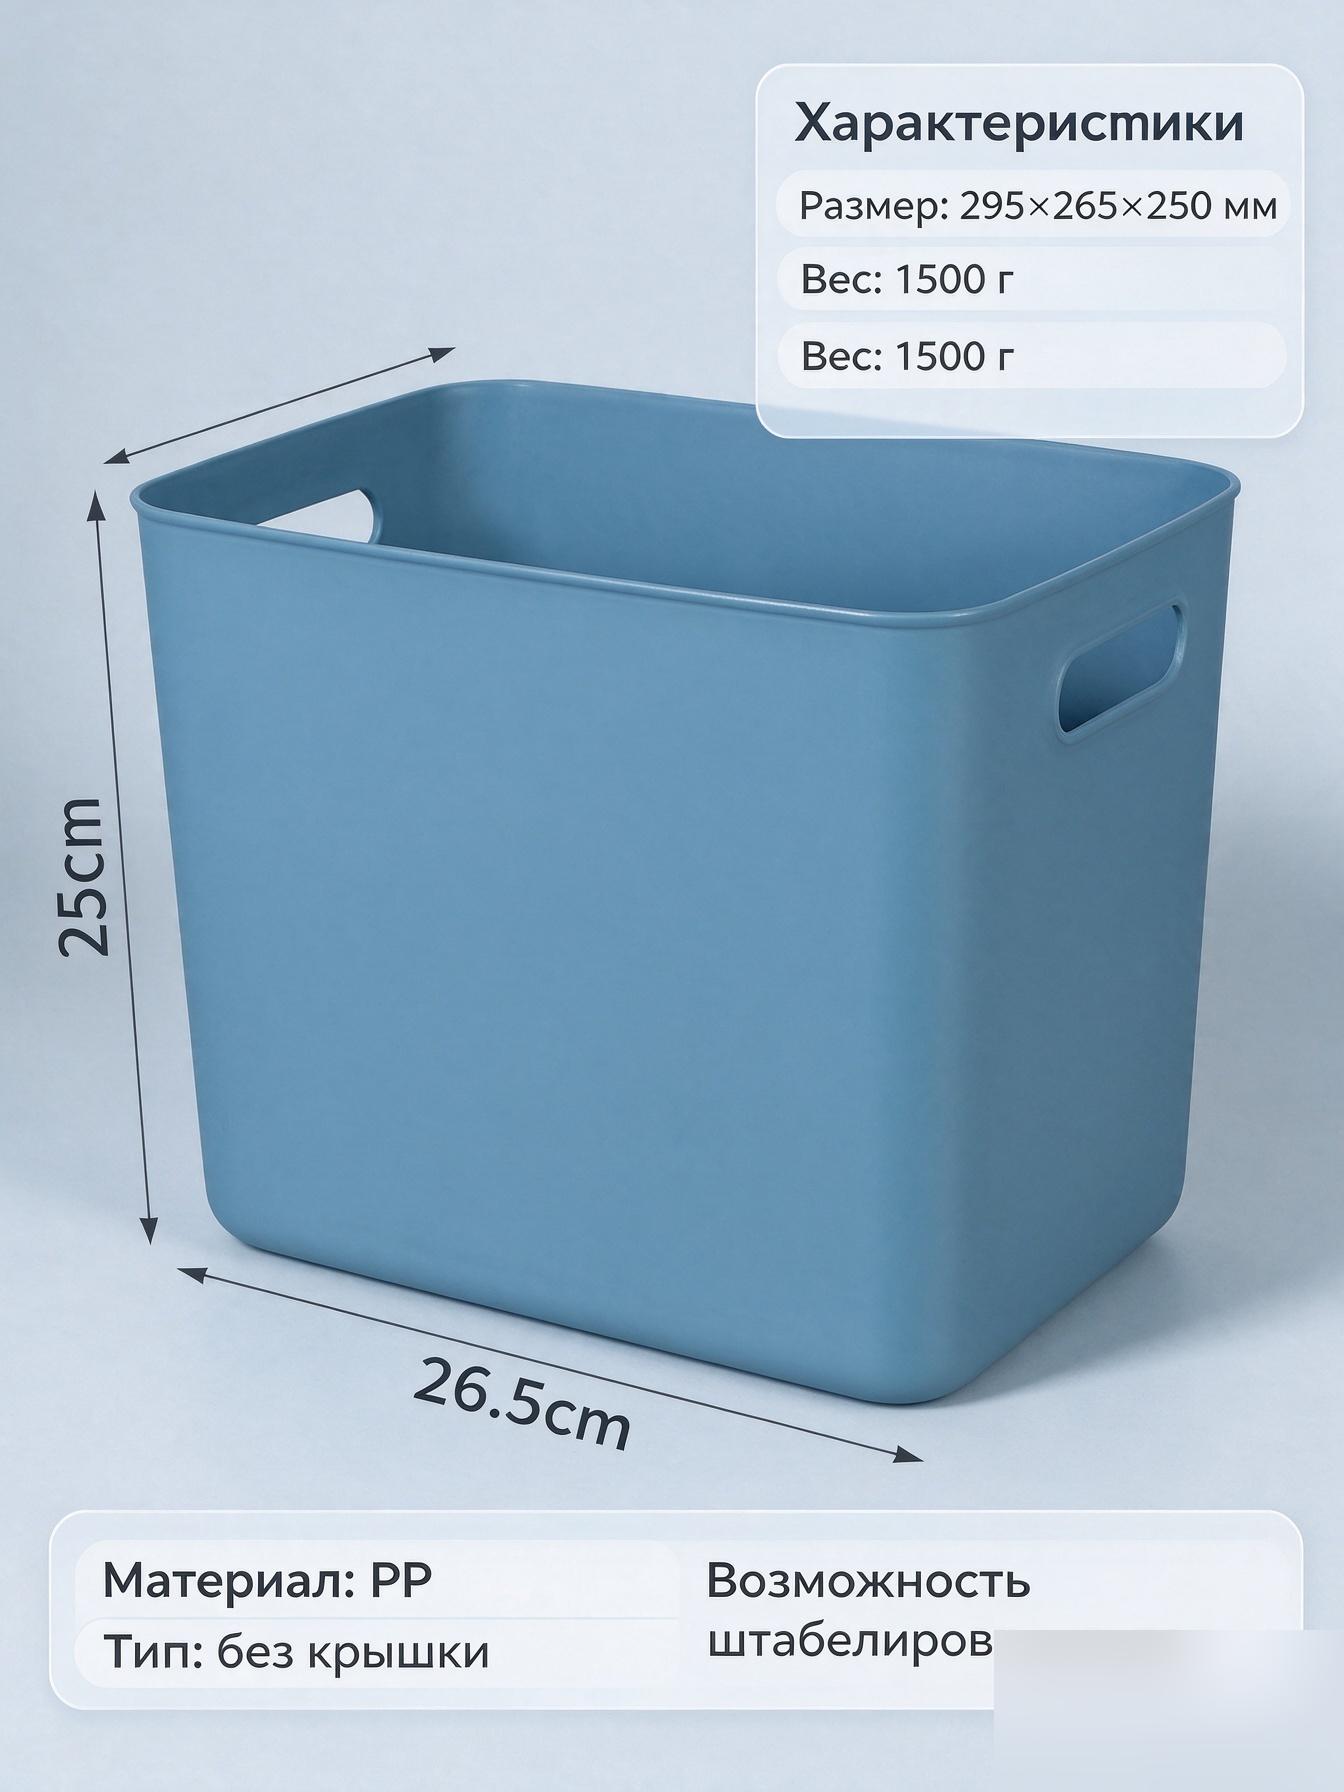 Характеристики
Размер: 295×265×250 мм
Вес: 1500 г
Вес: 1500 г
25cm
26.5cm
Материал: PP
Тип: без крышки
Возможность